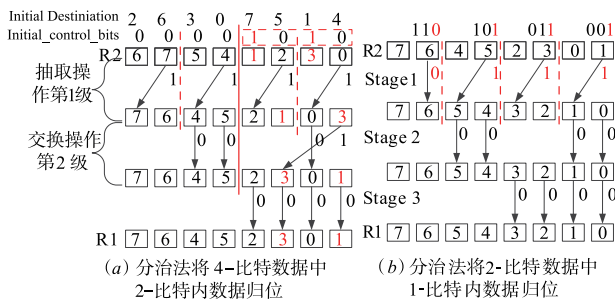 Initial Destiniation 2 6 3 0 7 5 1 4
Initial_control_bits 0 0 0 0 1 0 1 0
R2 6 7 5 4 1 2 3 0
抽取操作第1级
1 1 1 1
7 6 4 5 2 1 0 3
交换操作第2级
0 0 0 1
7 6 4 5 2 3 0 1
0 0 0 0
R1 7 6 4 5 2 3 0 1
(a) 分治法将 4-比特数据中
2-比特内数据归位
110 101 011 001
R2 7 6 4 5 2 3 0 1
Stage 1 0 1 1 1
7 6 5 4 3 2 1 0
Stage 2 0 0 0 0
7 6 5 4 3 2 1 0
Stage 3 0 0 0 0
R1 7 6 5 4 3 2 1 0
(b) 分治法将2-比特数据中
1-比特内数据归位